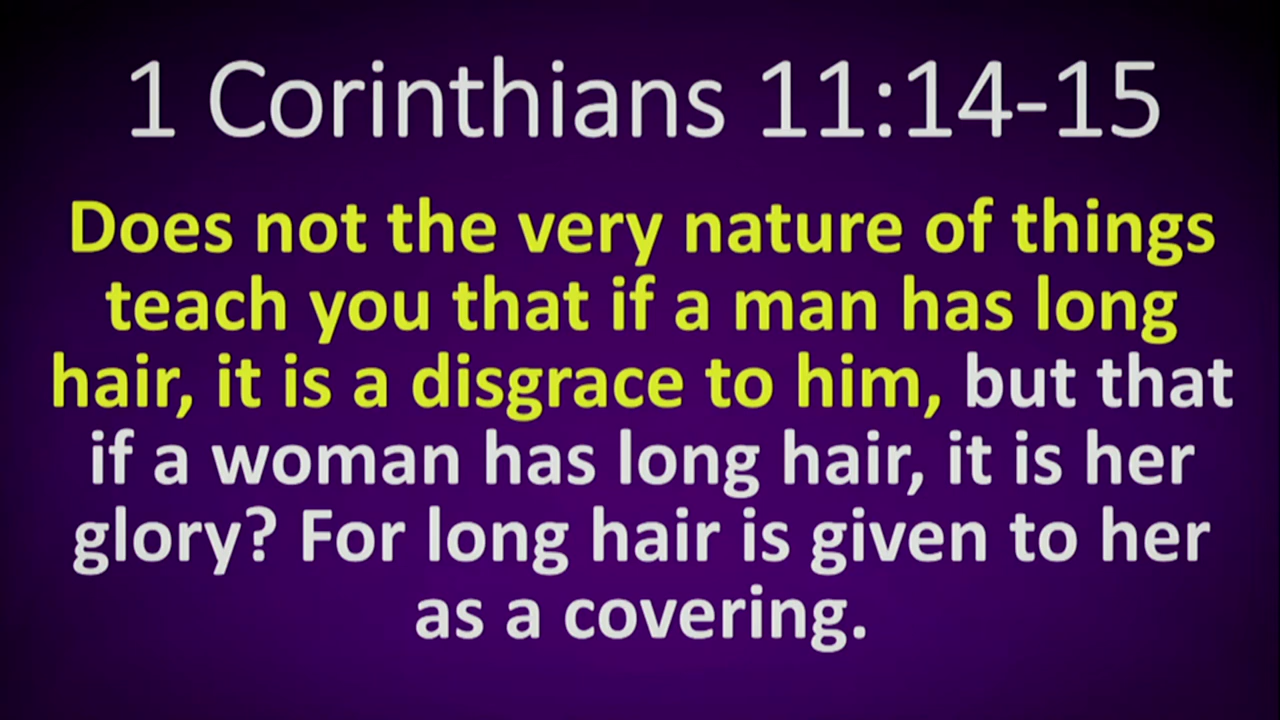 1 Corinthians 11:14-15
Does not the very nature of things
teach you that if a man has long
hair, it is a disgrace to him, but that
if a woman has long hair, it is her
glory? For long hair is given to her
as a covering.